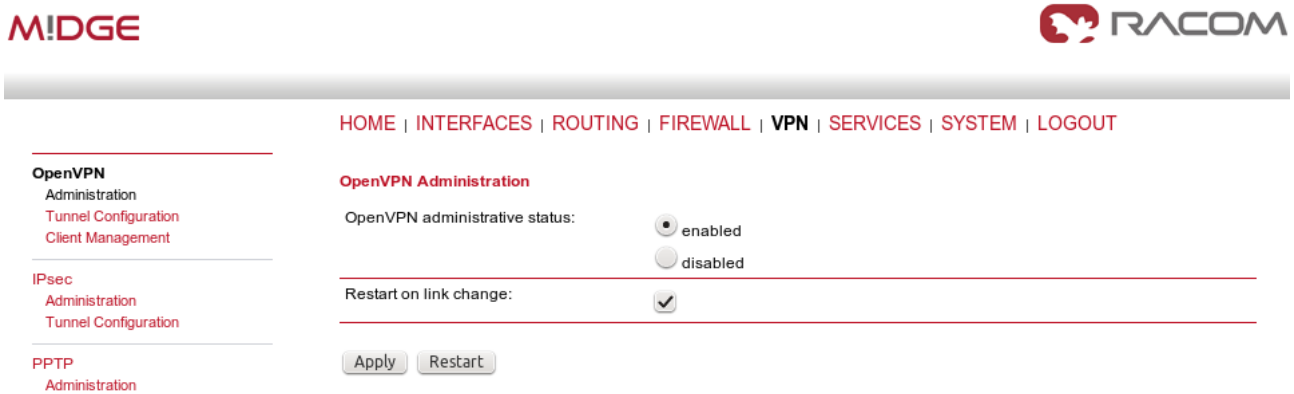 M!DGE
RACOM
HOME | INTERFACES | ROUTING | FIREWALL | VPN | SERVICES | SYSTEM | LOGOUT
OpenVPN
Administration
Tunnel Configuration
Client Management
IPsec
Administration
Tunnel Configuration
PPTP
Administration
OpenVPN Administration
OpenVPN administrative status:
enabled
disabled
Restart on link change:
Apply Restart